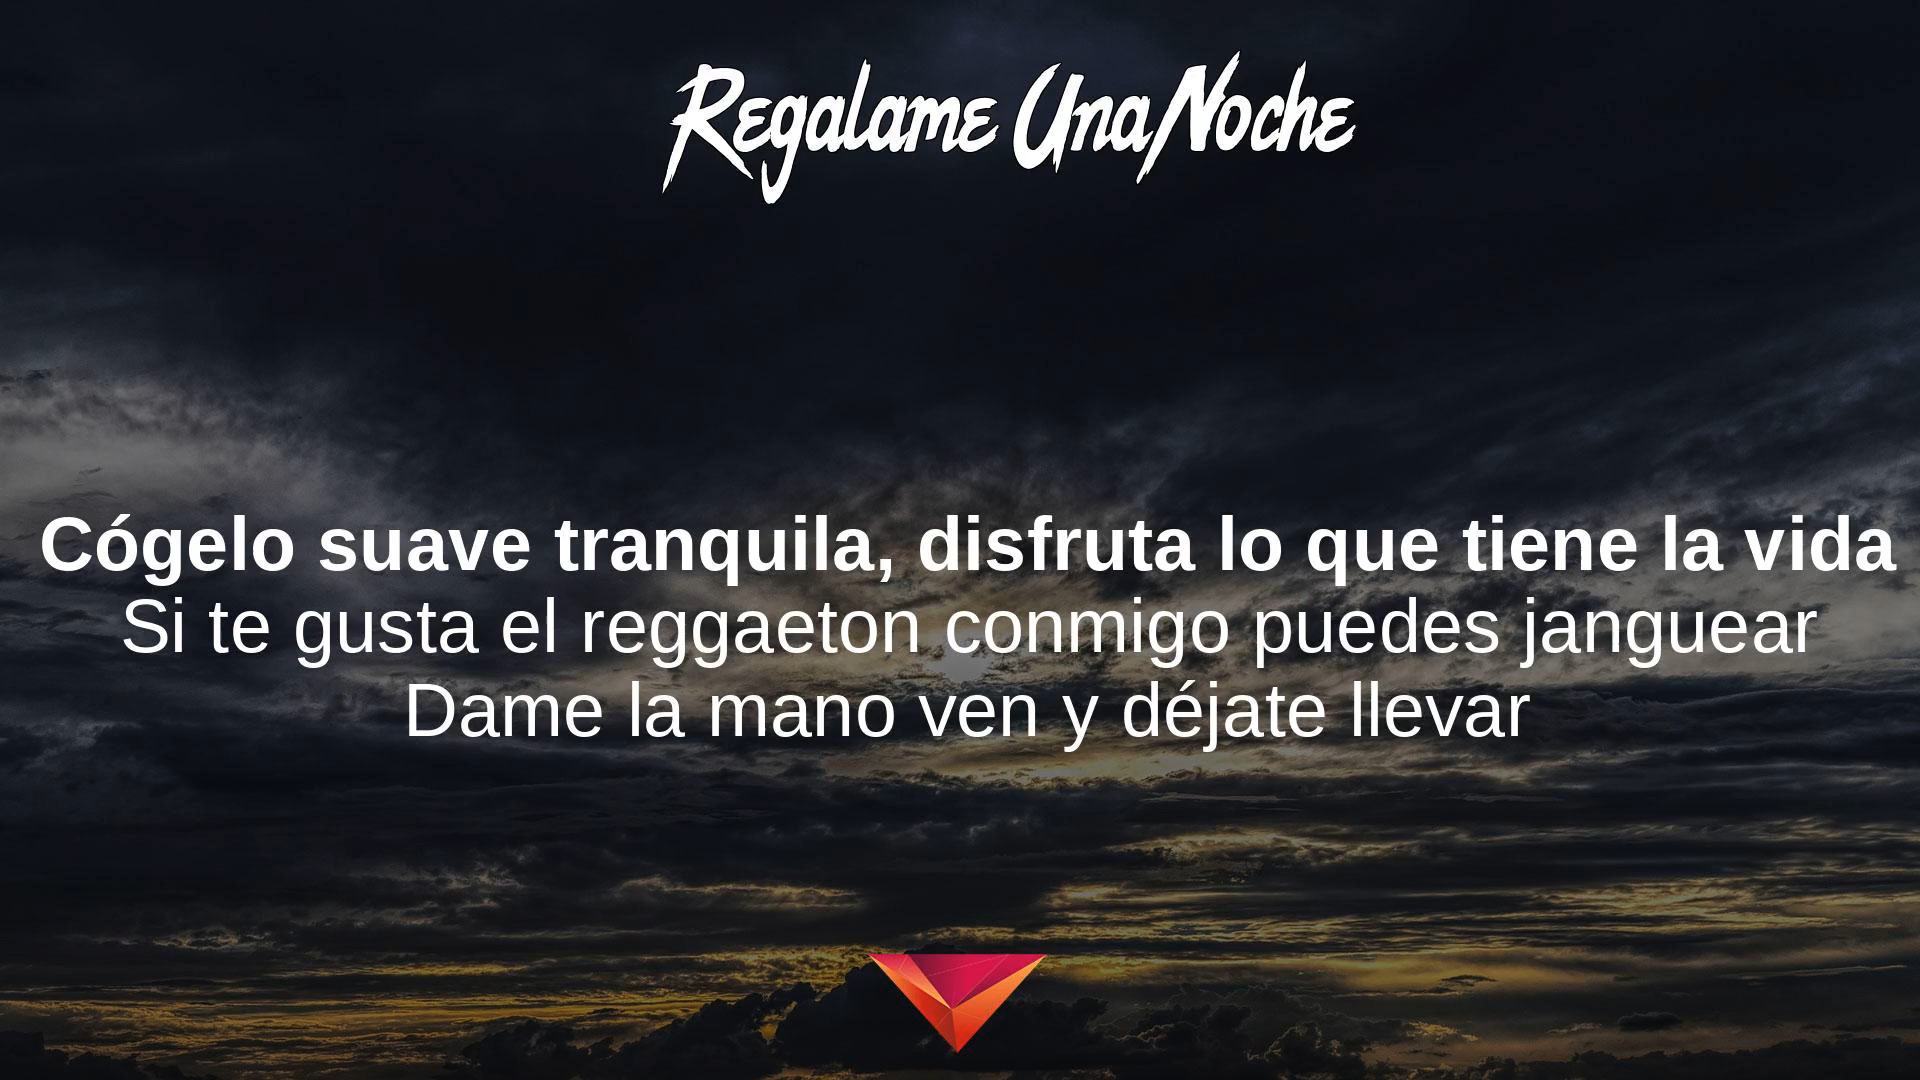 Regalame Una Noche
Cógelo suave tranquila, disfruta lo que tiene la vida
Si te gusta el reggaeton conmigo puedes janguear
Dame la mano ven y déjate llevar